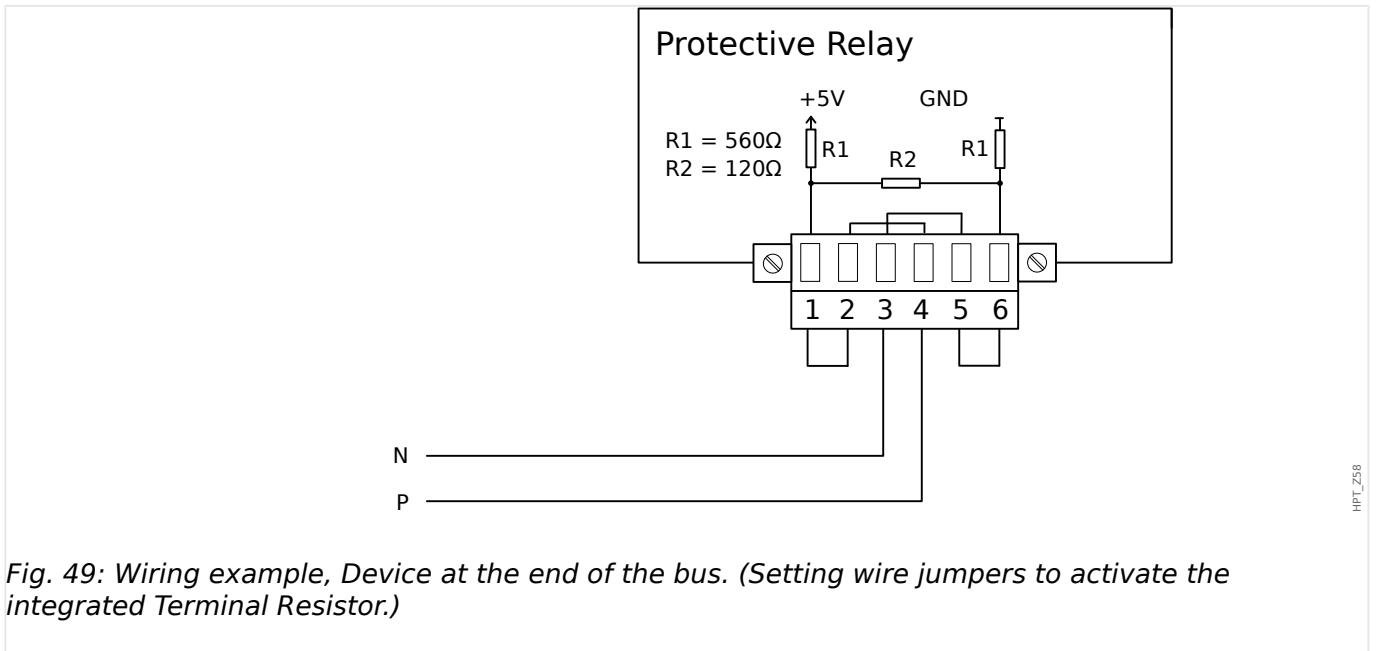 Protective Relay
+5V GND
R1 = 560Ω
R2 = 120Ω
R1 R2 R1
1 2 3 4 5 6
N
P
HPT_Z58
Fig. 49: Wiring example, Device at the end of the bus. (Setting wire jumpers to activate the
integrated Terminal Resistor.)